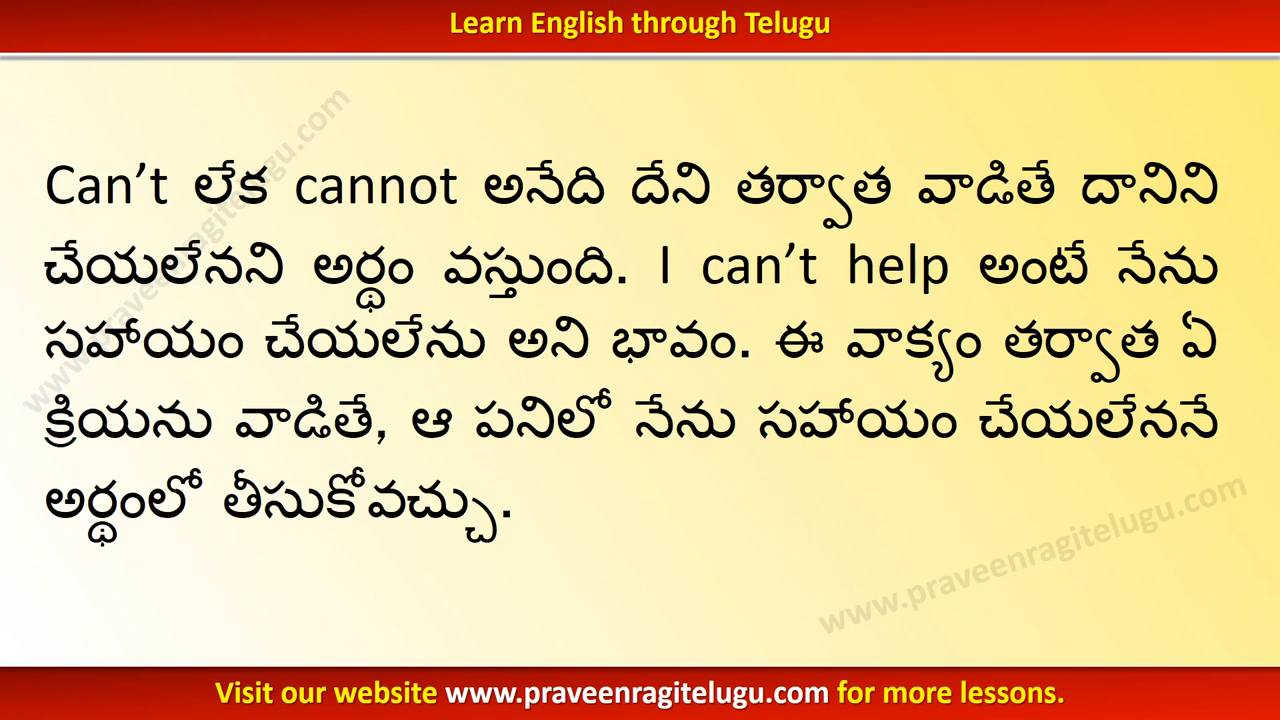 Learn English through Telugu
Can't లేక cannot అనేది దేని తర్వాత వాడితే దానిని
చేయలేనని అర్థం వస్తుంది. I can't help అంటే నేను
సహాయం చేయలేను అని భావం. ఈ వాక్యం తర్వాత ఏ
క్రియను వాడితే, ఆ పనిలో నేను సహాయం చేయలేననే
అర్థంలో తీసుకోవచ్చు.
www.praveenragitelugu.com
www.praveenragitelugu.com
Visit our website www.praveenragitelugu.com for more lessons.